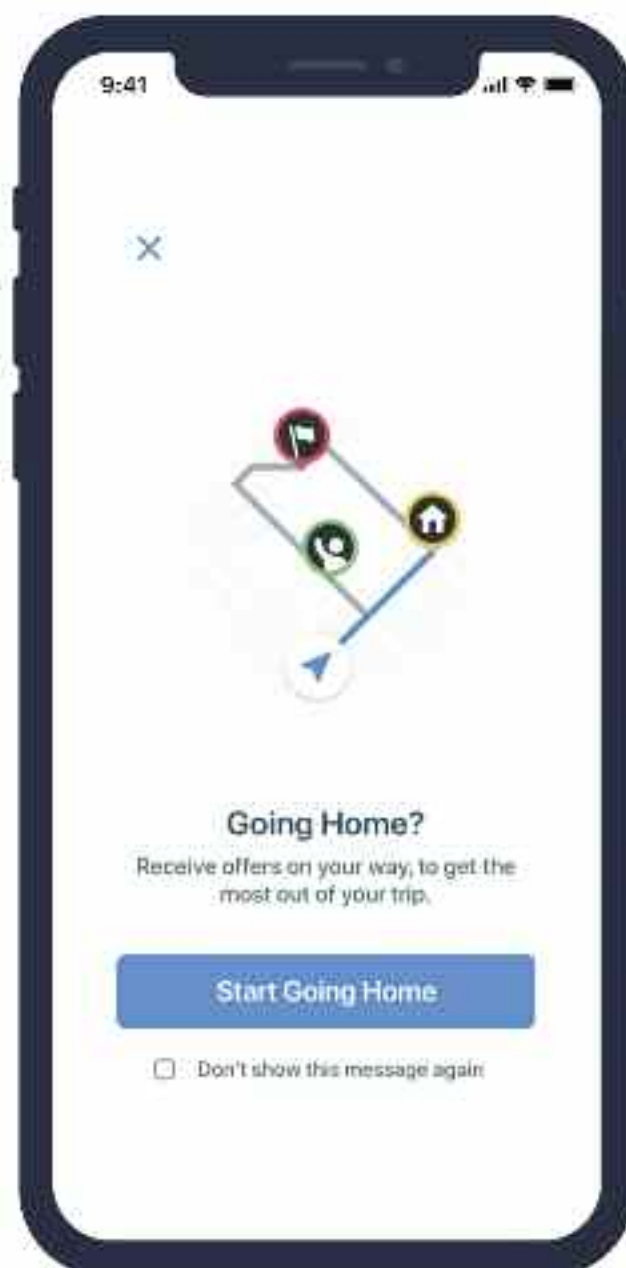 9:41
Going Home?
Receive offers on your way, to get the
most out of your trip.
Start Going Home
Don't show this message again